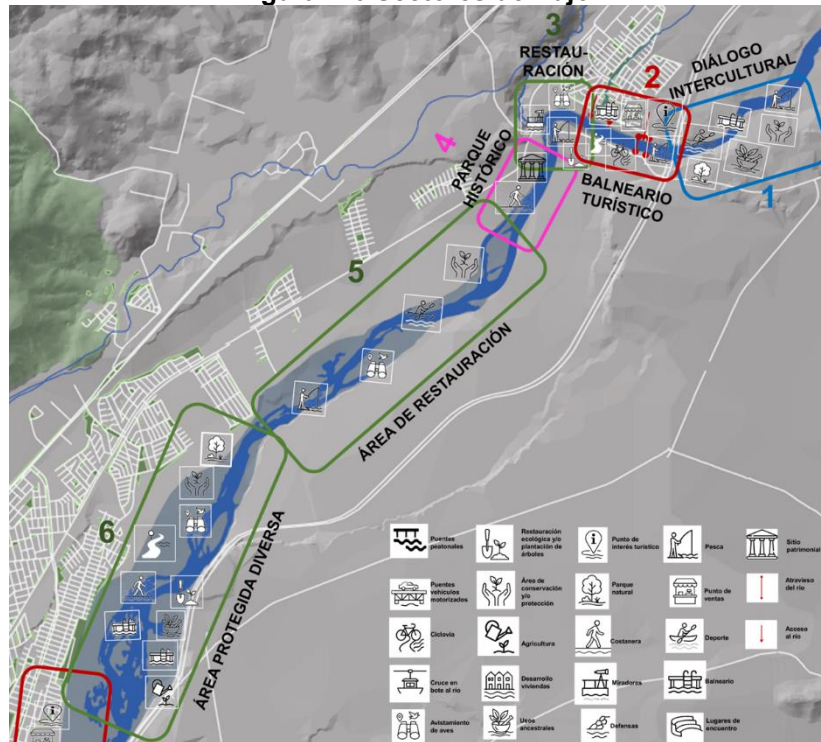 3
RESTAU-
RACIÓN
DIÁLOGO
INTERCULTURAL
2
4
PARQUE
HISTÓRICO
BALNEARIO
TURÍSTICO
1
5
ÁREA DE RESTAURACIÓN
6
ÁREA PROTEGIDA DIVERSA
Puentes
peatonales
Restauración
ecológica y/o
plantación de
árboles
Punto de
interés turístico
Pesca
Sitio
patrimonial
Puentes
vehículos
motorizados
Área de
conservación
y/o
protección
Parque
natural
Punto de
ventas
Atravieso
del río
Ciclovía
Agricultura
Costanera
Deporte
Acceso
al río
Cruce en
bote al río
Desarrollo
viviendas
Miradores
Balneario
Avistamiento
de aves
Usos
ancestrales
Defensas
Lugares de
encuentro